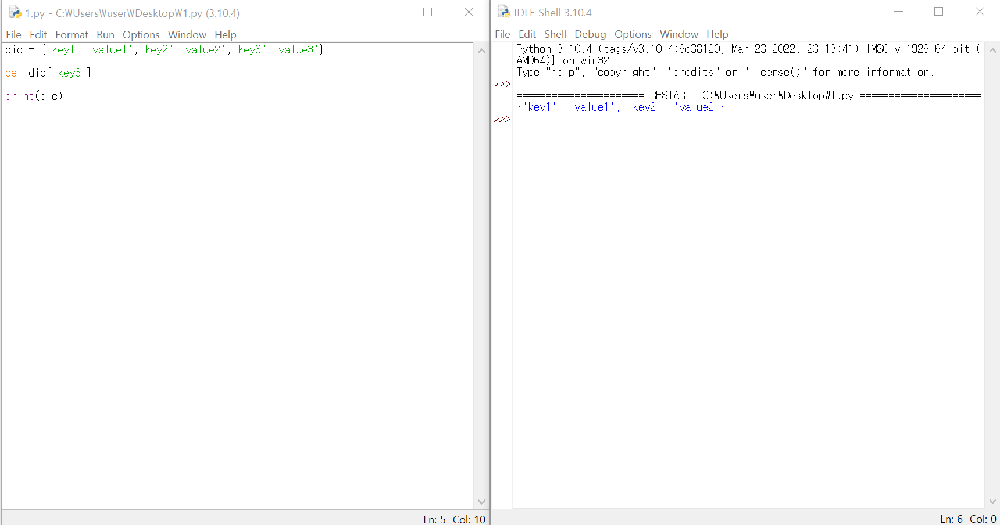 1.py - C:₩Users₩user₩Desktop₩1.py (3.10.4)
File Edit Format Run Options Window Help
dic = {'key1':'value1','key2':'value2','key3':'value3'}
del dic['key3']
print(dic)
Ln: 5 Col: 10
IDLE Shell 3.10.4
File Edit Shell Debug Options Window Help
Python 3.10.4 (tags/v3.10.4:9d38120, Mar 23 2022, 23:13:41) [MSC v.1929 64 bit (
AMD64)] on win32
Type "help", "copyright", "credits" or "license()" for more information.
>>>
====================== RESTART: C:₩Users₩user₩Desktop₩1.py =====================
{'key1': 'value1', 'key2': 'value2'}
>>>
Ln: 6 Col: 0